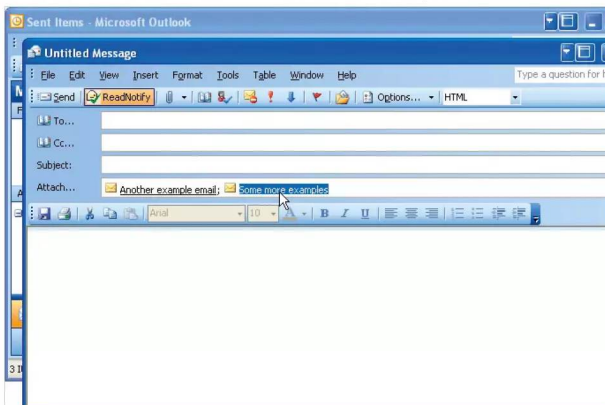 Sent Items - Microsoft Outlook
Untitled Message
File Edit View Insert Format Tools Table Window Help Type a question for h
Send ReadNotify Options... HTML
To...
Cc...
Subject:
Attach... Another example email; Some more examples
Arial 10 A B I U